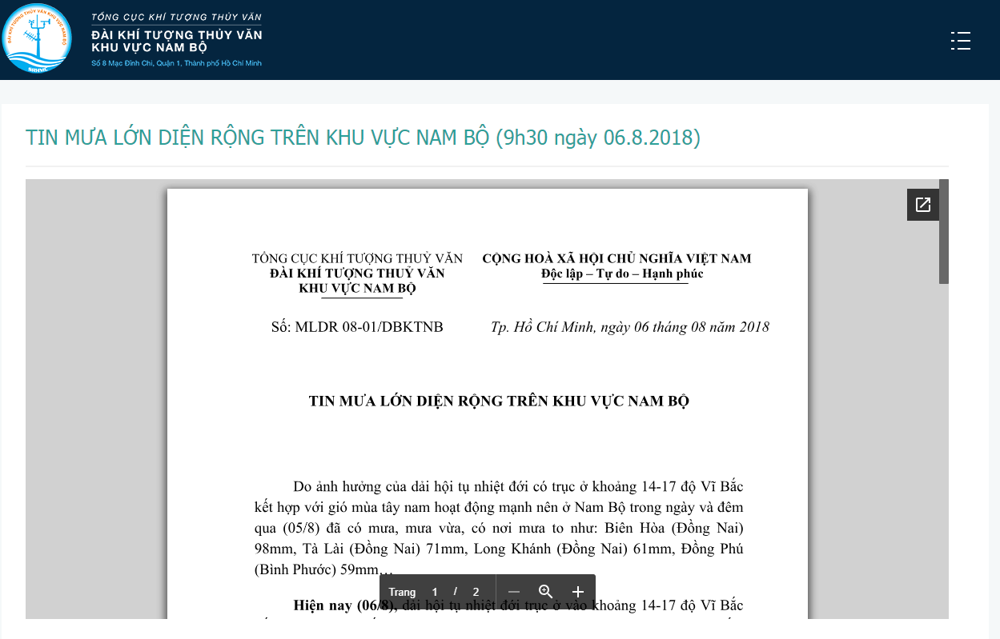 TỔNG CỤC KHÍ TƯỢNG THỦY VĂN
ĐÀI KHÍ TƯỢNG THỦY VĂN
KHU VỰC NAM BỘ
Số 8 Mạc Đĩnh Chi, Quận 1, Thành phố Hồ Chí Minh
ĐÀI KHÍ TƯỢNG THỦY VĂN KHU VỰC NAM BỘ
TIN MƯA LỚN DIỆN RỘNG TRÊN KHU VỰC NAM BỘ (9h30 ngày 06.8.2018)
TỔNG CỤC KHÍ TƯỢNG THUỶ VĂN
ĐÀI KHÍ TƯỢNG THUỶ VĂN
KHU VỰC NAM BỘ
CỘNG HOÀ XÃ HỘI CHỦ NGHĨA VIỆT NAM
Độc lập – Tự do – Hạnh phúc
Số: MLDR 08-01/DBKTNB
Tp. Hồ Chí Minh, ngày 06 tháng 08 năm 2018
TIN MƯA LỚN DIỆN RỘNG TRÊN KHU VỰC NAM BỘ
Do ảnh hưởng của dải hội tụ nhiệt đới có trục ở khoảng 14-17 độ Vĩ Bắc
kết hợp với gió mùa tây nam hoạt động mạnh nên ở Nam Bộ trong ngày và đêm
qua (05/8) đã có mưa, mưa vừa, có nơi mưa to như: Biên Hòa (Đồng Nai)
98mm, Tà Lài (Đồng Nai) 71mm, Long Khánh (Đồng Nai) 61mm, Đồng Phú
(Bình Phước) 59mm…
Trang 1 / 2
Hiện nay (06/8), dải hội tụ nhiệt đới trục ở vào khoảng 14-17 độ Vĩ Bắc